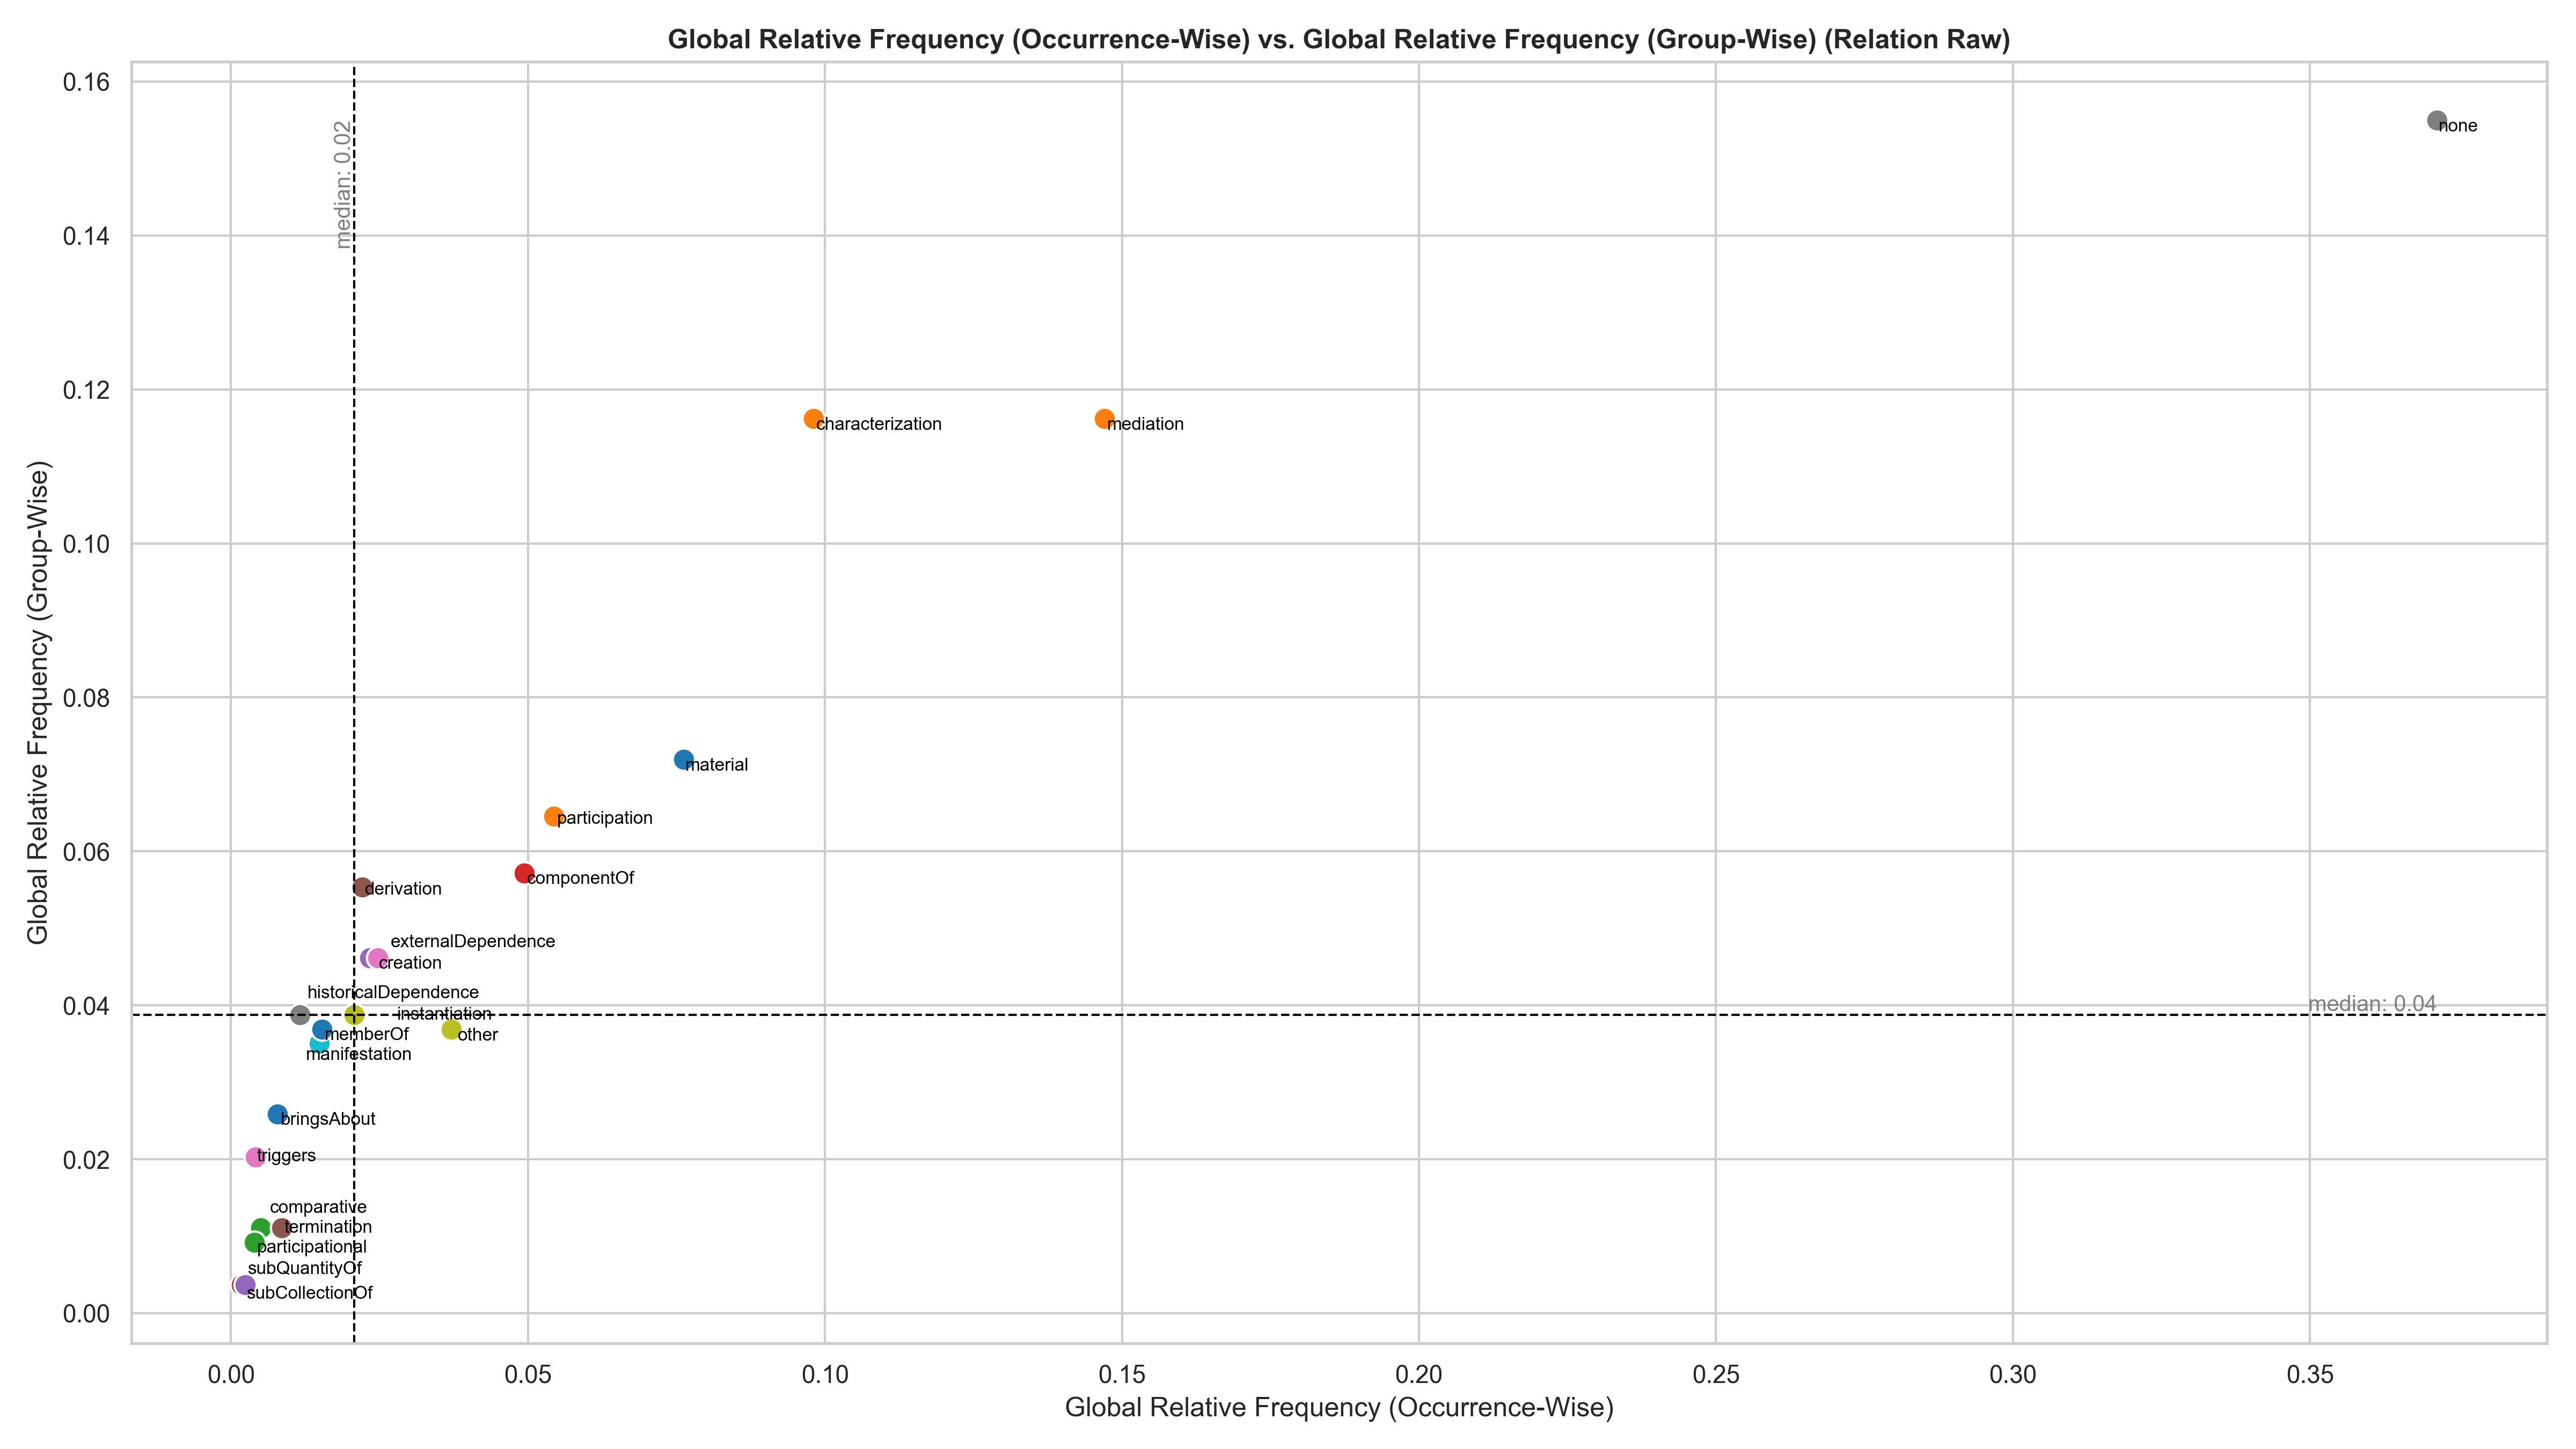 Global Relative Frequency (Occurrence-Wise) vs. Global Relative Frequency (Group-Wise) (Relation Raw)
Global Relative Frequency (Group-Wise)
0.16
0.14
0.12
0.10
0.08
0.06
0.04
0.02
0.00
median: 0.02
none
characterization
mediation
material
participation
componentOf
derivation
externalDependence
creation
historicalDependence
median: 0.04
instantiation
memberOf
other
manifestation
bringsAbout
triggers
comparative
termination
participational
subQuantityOf
subCollectionOf
0.00 0.05 0.10 0.15 0.20 0.25 0.30 0.35
Global Relative Frequency (Occurrence-Wise)